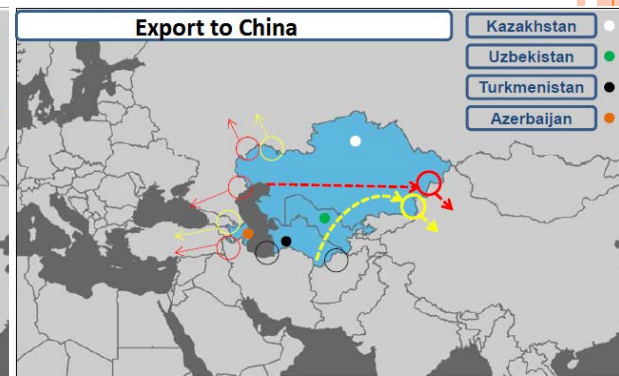 Export to China
Kazakhstan
Uzbekistan
Turkmenistan
Azerbaijan